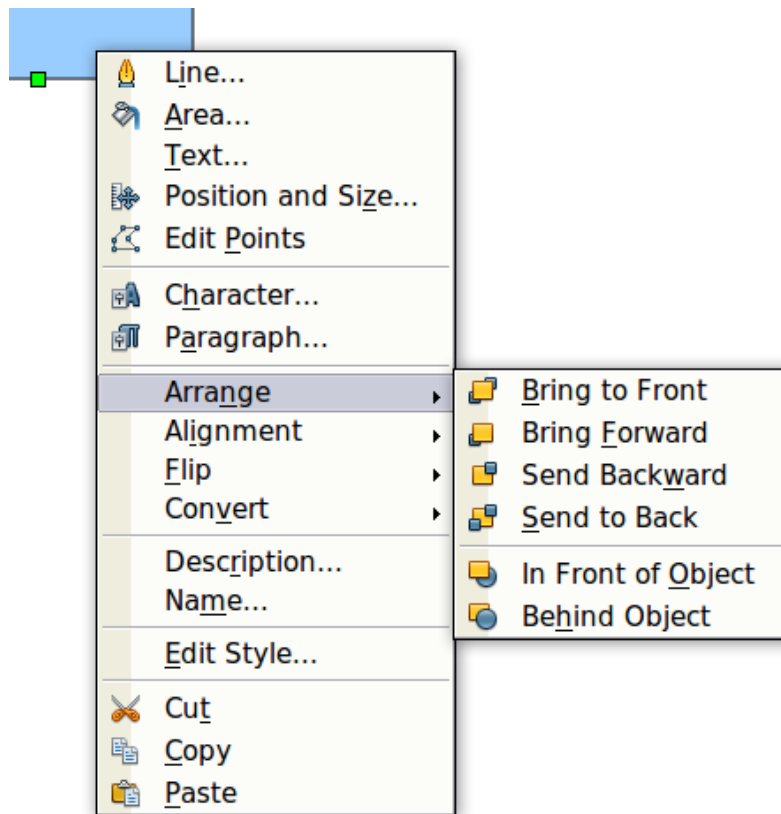 Line...
Area...
Text...
Position and Size...
Edit Points
Character...
Paragraph...
Arrange
Alignment
Flip
Convert
Description...
Name...
Edit Style...
Cut
Copy
Paste
Bring to Front
Bring Forward
Send Backward
Send to Back
In Front of Object
Behind Object